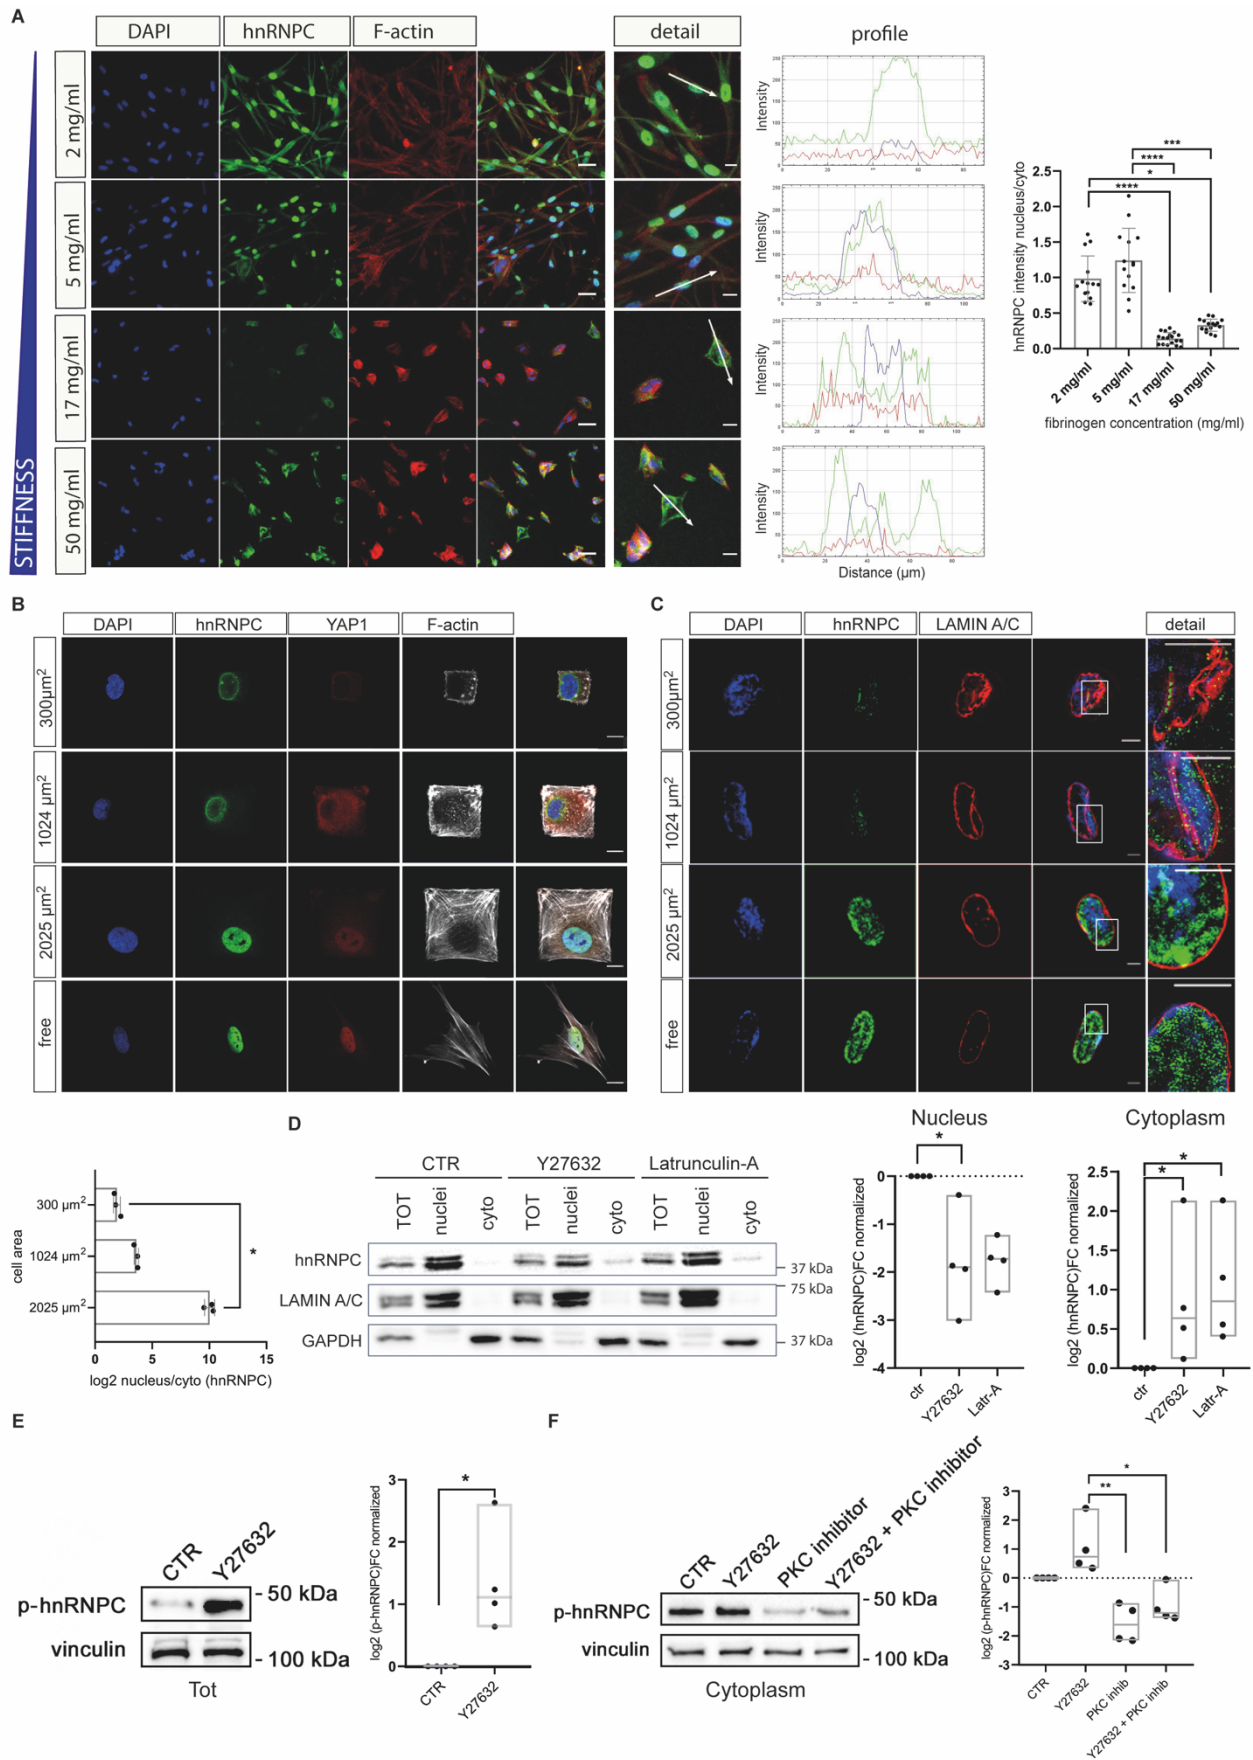 A
DAPI
hnRNPC
F-actin
detail
profile
STIFFNESS
2 mg/ml
5 mg/ml
17 mg/ml
50 mg/ml
Intensity
Intensity
Intensity
Intensity
Distance (µm)
hnRNPC intensity nucleus/cyto
2.5
2.0
1.5
1.0
0.5
0.0
***
****
*
****
2 mg/ml
5 mg/ml
17 mg/ml
50 mg/ml
fibrinogen concentration (mg/ml)
B
DAPI
hnRNPC
YAP1
F-actin
300µm²
1024 µm²
2025 µm²
free
C
DAPI
hnRNPC
LAMIN A/C
detail
300µm²
1024 µm²
2025 µm²
free
cell area
300 µm²
1024 µm²
2025 µm²
*
0 5 10 15
log2 nucleus/cyto (hnRNPC)
D
CTR
Y27632
Latrunculin-A
TOT nuclei cyto TOT nuclei cyto TOT nuclei cyto
hnRNPC
37 kDa
75 kDa
LAMIN A/C
GAPDH
37 kDa
Nucleus
log2 (hnRNPC)FC normalized
*
0
-1
-2
-3
-4
ctr
Y27632
Latr-A
Cytoplasm
log2 (hnRNPC)FC normalized
*
*
2.5
2.0
1.5
1.0
0.5
0.0
ctr
Y27632
Latr-A
E
CTR
Y27632
p-hnRNPC
- 50 kDa
vinculin
- 100 kDa
Tot
log2 (p-hnRNPC)FC normalized
*
3
2
1
0
CTR
Y27632
F
CTR
Y27632
PKC inhibitor
Y27632 + PKC inhibitor
p-hnRNPC
- 50 kDa
vinculin
- 100 kDa
Cytoplasm
log2 (p-hnRNPC)FC normalized
*
**
3
2
1
0
-1
-2
-3
CTR
Y27632
PKC inhib
Y27632 + PKC inhib